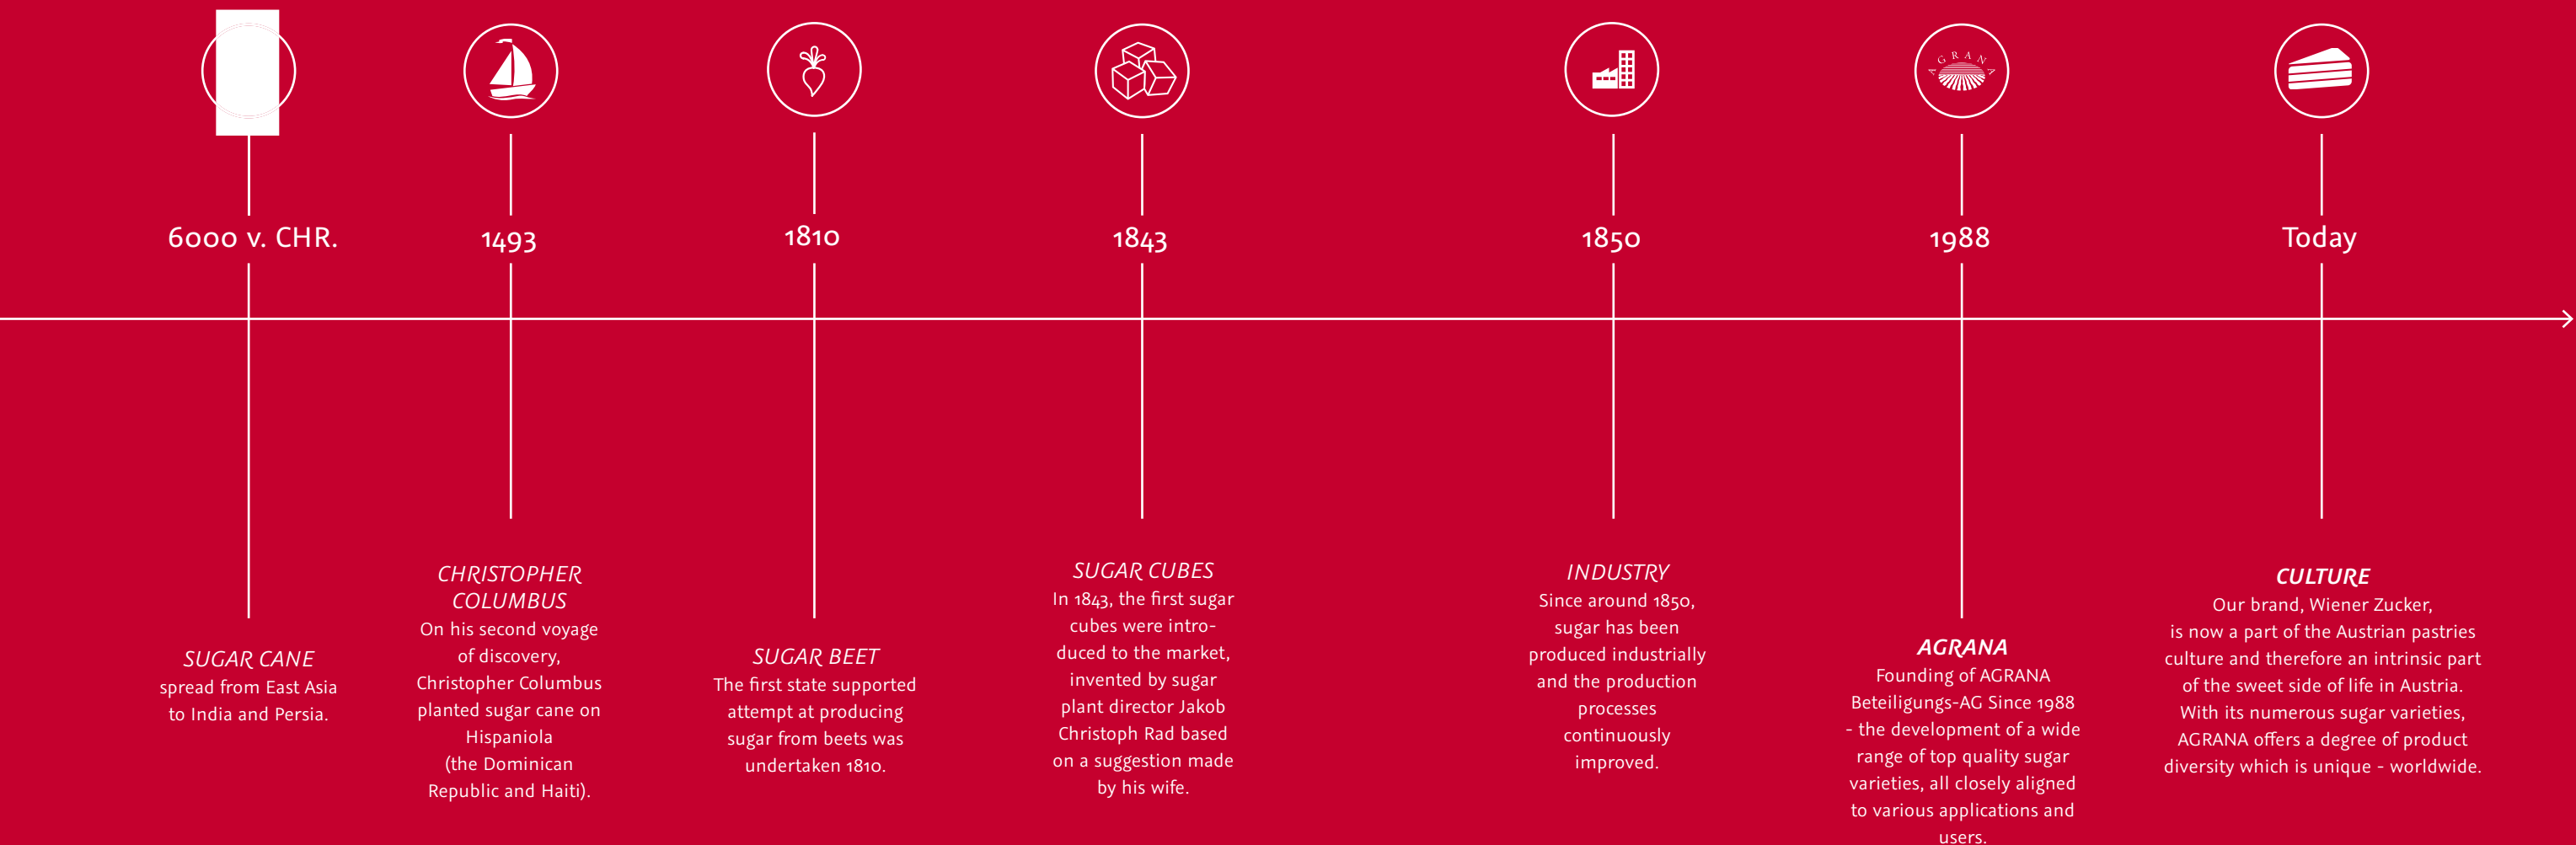 AGRANA
6000 v. CHR.
1493
1810
1843
1850
1988
Today
SUGAR CANE
spread from East Asia
to India and Persia.
CHRISTOPHER
COLUMBUS
On his second voyage
of discovery,
Christopher Columbus
planted sugar cane on
Hispaniola
(the Dominican
Republic and Haiti).
SUGAR BEET
The first state supported
attempt at producing
sugar from beets was
undertaken 1810.
SUGAR CUBES
In 1843, the first sugar
cubes were intro-
duced to the market,
invented by sugar
plant director Jakob
Christoph Rad based
on a suggestion made
by his wife.
INDUSTRY
Since around 1850,
sugar has been
produced industrially
and the production
processes
continuously
improved.
AGRANA
Founding of AGRANA
Beteiligungs-AG Since 1988
- the development of a wide
range of top quality sugar
varieties, all closely aligned
to various applications and
users.
CULTURE
Our brand, Wiener Zucker,
is now a part of the Austrian pastries
culture and therefore an intrinsic part
of the sweet side of life in Austria.
With its numerous sugar varieties,
AGRANA offers a degree of product
diversity which is unique - worldwide.